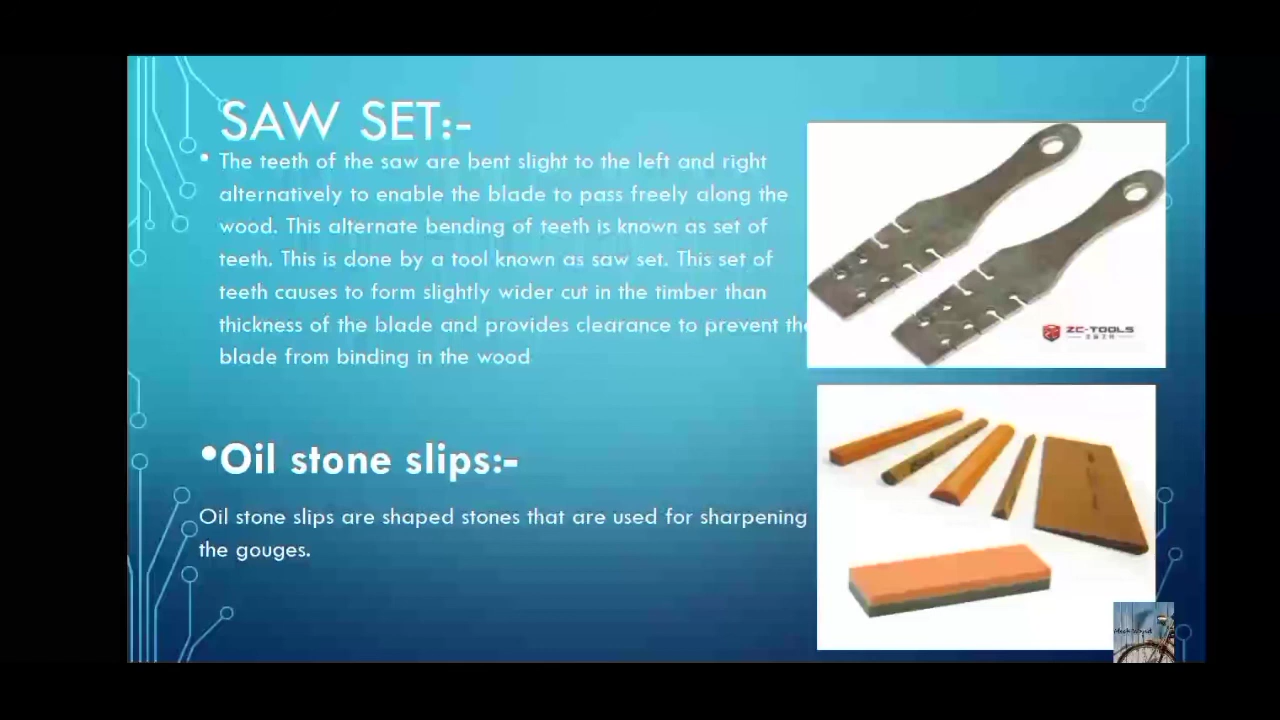 SAW SET:-
• The teeth of the saw are bent slight to the left and right
alternatively to enable the blade to pass freely along the
wood. This alternate bending of teeth is known as set of
teeth. This is done by a tool known as saw set. This set of
teeth causes to form slightly wider cut in the timber than
thickness of the blade and provides clearance to prevent the
blade from binding in the wood
ZC-TOOLS
•Oil stone slips:-
Oil stone slips are shaped stones that are used for sharpening
the gouges.